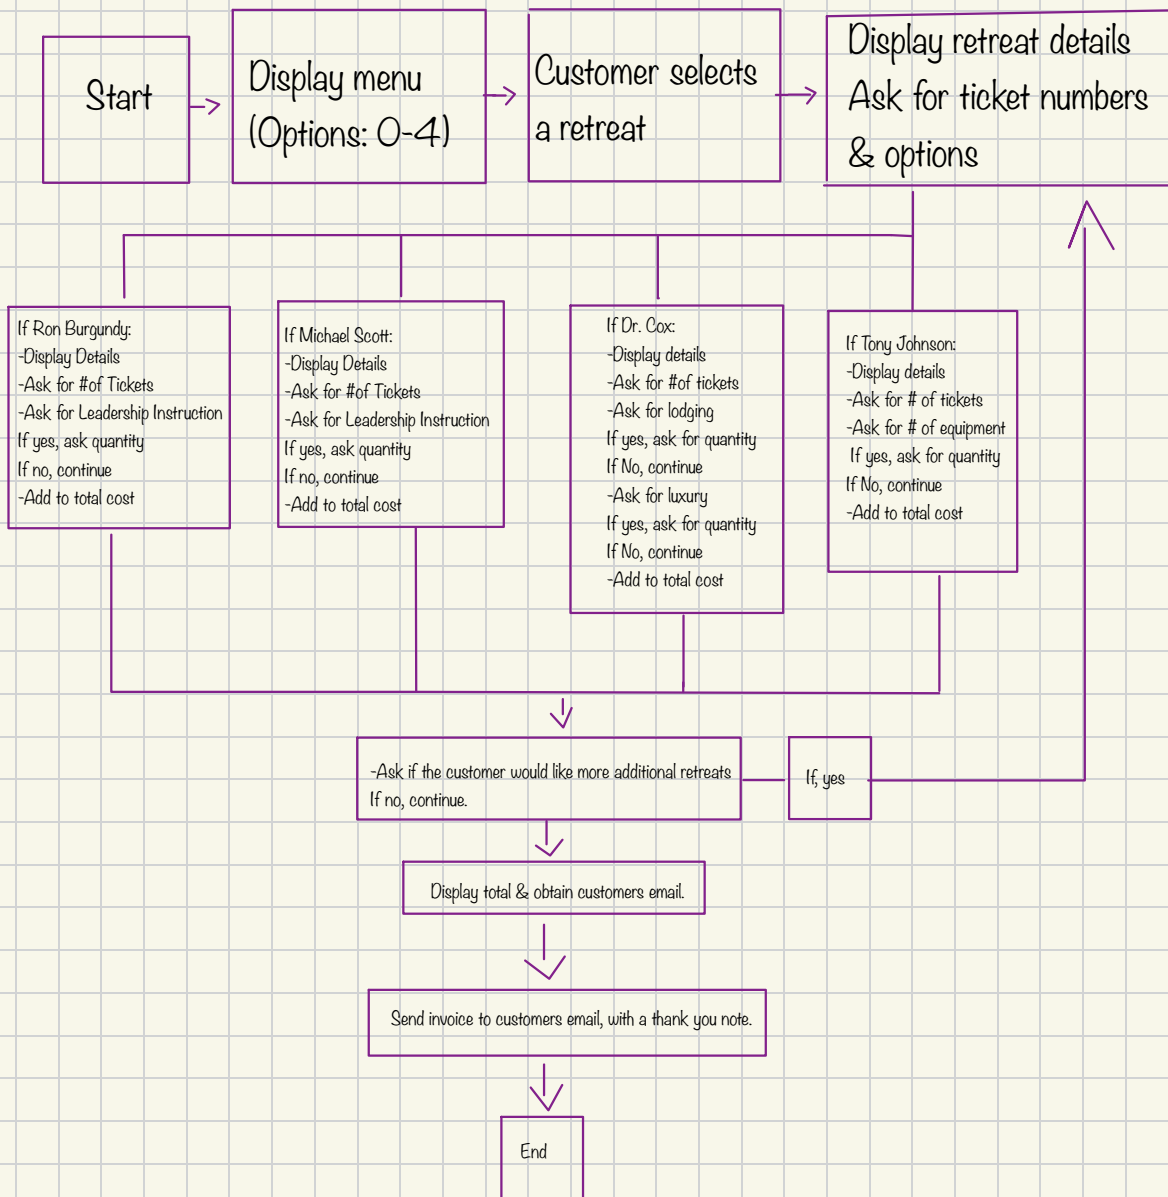 Start
Display menu
(Options: 0-4)
Customer selects
a retreat
Display retreat details
Ask for ticket numbers
& options
If Ron Burgundy:
-Display Details
-Ask for #of Tickets
-Ask for Leadership Instruction
If yes, ask quantity
If no, continue
-Add to total cost
If Michael Scott:
-Display Details
-Ask for #of Tickets
-Ask for Leadership Instruction
If yes, ask quantity
If no, continue
-Add to total cost
If Dr. Cox:
-Display details
-Ask for #of tickets
-Ask for lodging
If yes, ask for quantity
If No, continue
-Ask for luxury
If yes, ask for quantity
If No, continue
-Add to total cost
If Tony Johnson:
-Display details
-Ask for # of tickets
-Ask for # of equipment
If yes, ask for quantity
If No, continue
-Add to total cost
-Ask if the customer would like more additional retreats
If no, continue.
If, yes
Display total & obtain customers email.
Send invoice to customers email, with a thank you note.
End